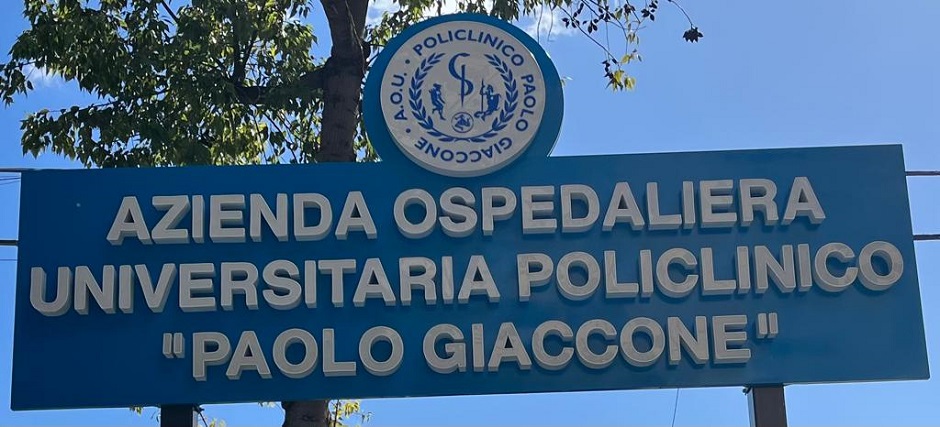 A.O.U. POLICLINICO PAOLO GIACCONE
AZIENDA OSPEDALIERA
UNIVERSITARIA POLICLINICO
"PAOLO GIACCONE"